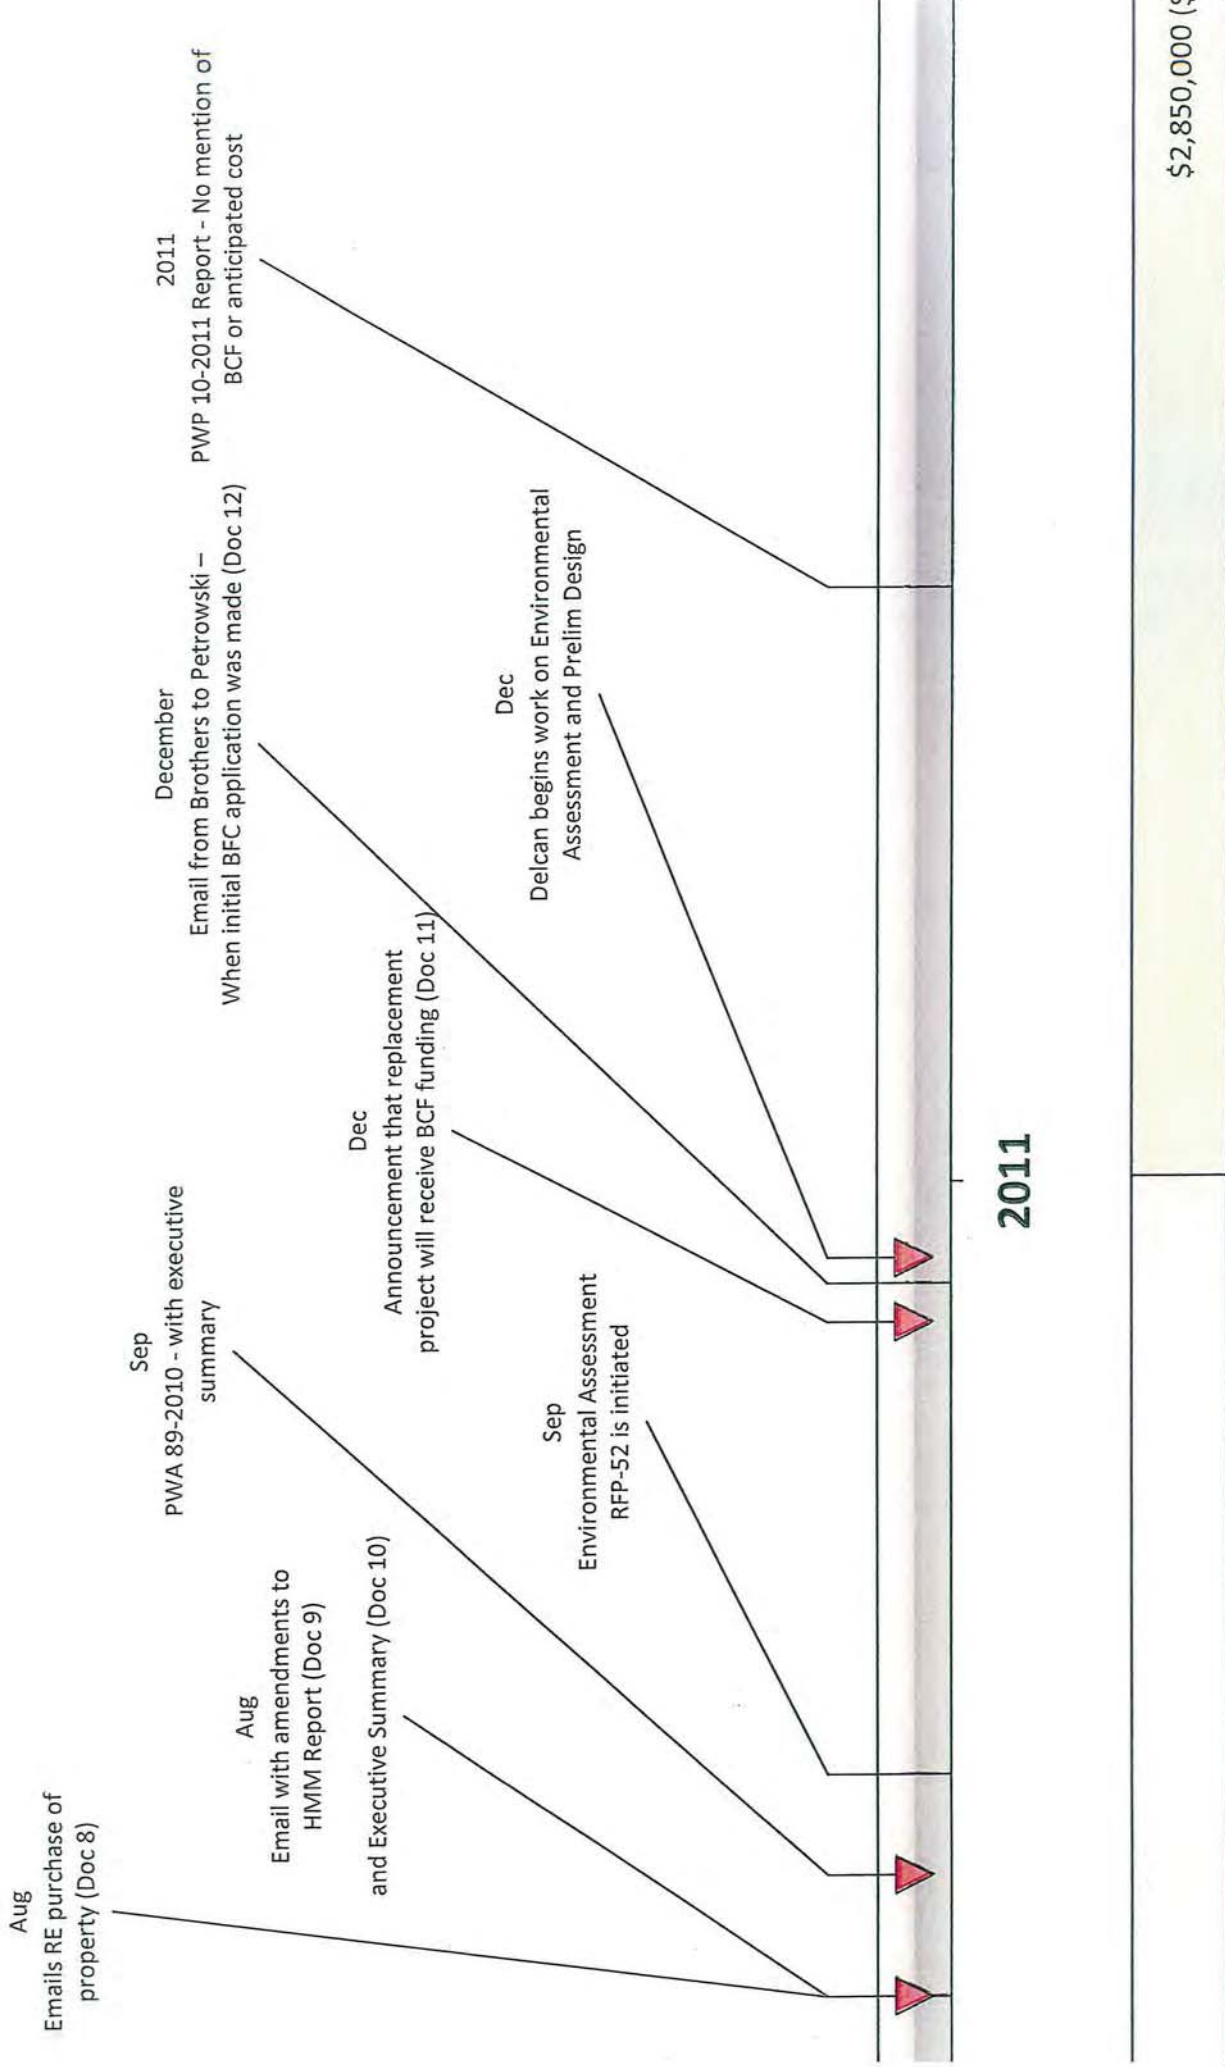 Aug
Emails RE purchase of
property (Doc 8)
Aug
Email with amendments to
HMM Report (Doc 9)
and Executive Summary (Doc 10)
Sep
PWA 89-2010 - with executive
summary
Sep
Environmental Assessment
RFP-52 is initiated
Dec
Announcement that replacement
project will receive BCF funding (Doc 11)
December
Email from Brothers to Petrowski –
When initial BFC application was made (Doc 12)
Dec
Delcan begins work on Environmental
Assessment and Prelim Design
2011
PWP 10-2011 Report - No mention of
BCF or anticipated cost
2011
$2,850,000 ($